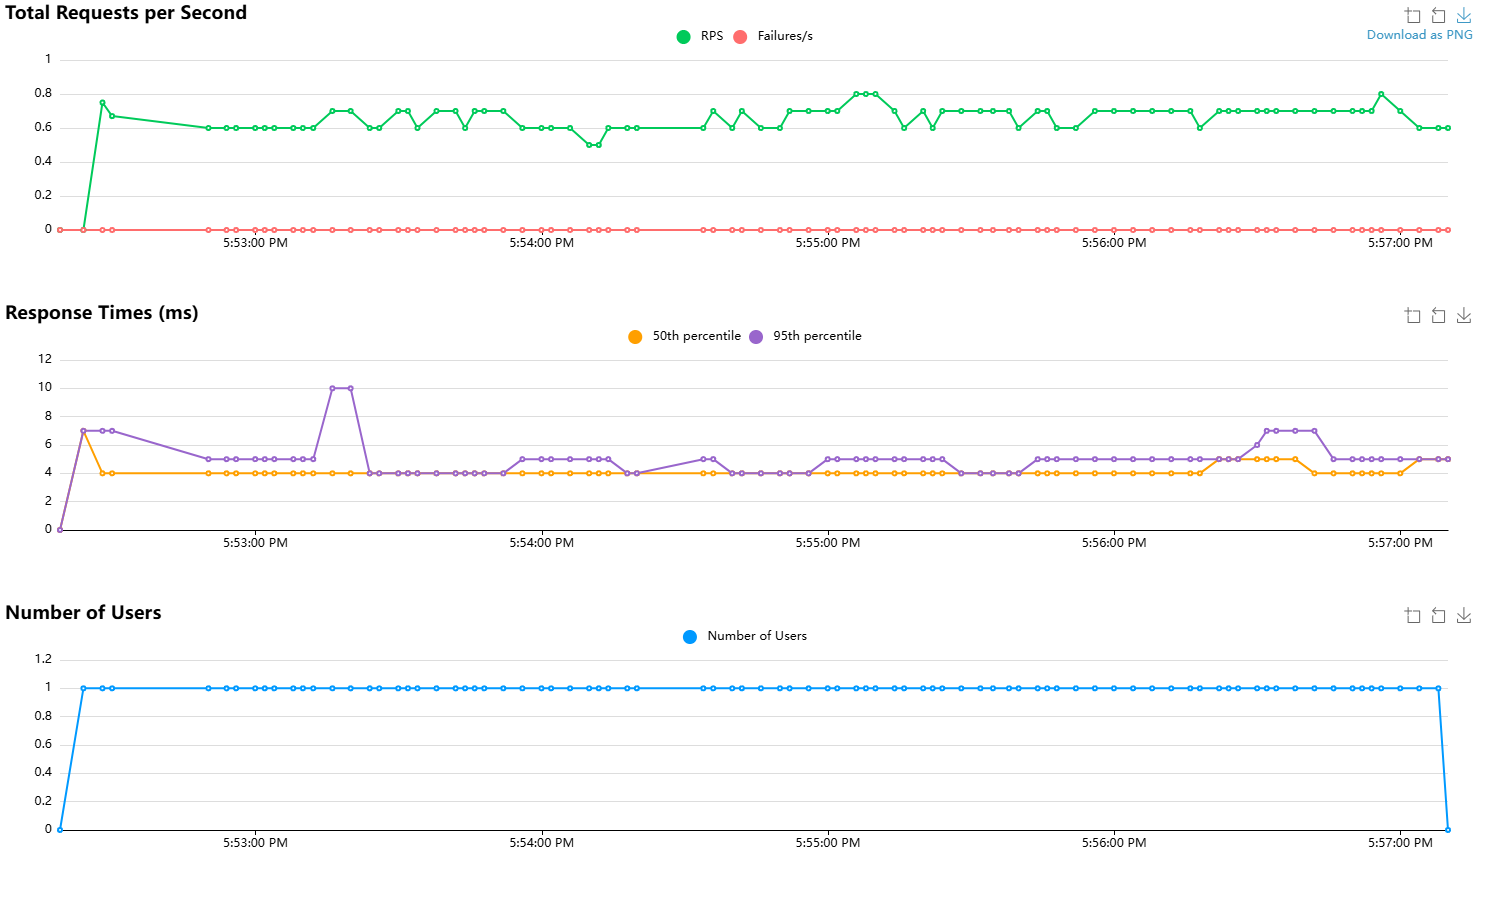 Total Requests per Second
Download as PNG
RPS Failures/s
1
0.8
0.6
0.4
0.2
0
5:53:00 PM 5:54:00 PM 5:55:00 PM 5:56:00 PM 5:57:00 PM
Response Times (ms)
50th percentile 95th percentile
12
10
8
6
4
2
0
5:53:00 PM 5:54:00 PM 5:55:00 PM 5:56:00 PM 5:57:00 PM
Number of Users
Number of Users
1.2
1
0.8
0.6
0.4
0.2
0
5:53:00 PM 5:54:00 PM 5:55:00 PM 5:56:00 PM 5:57:00 PM